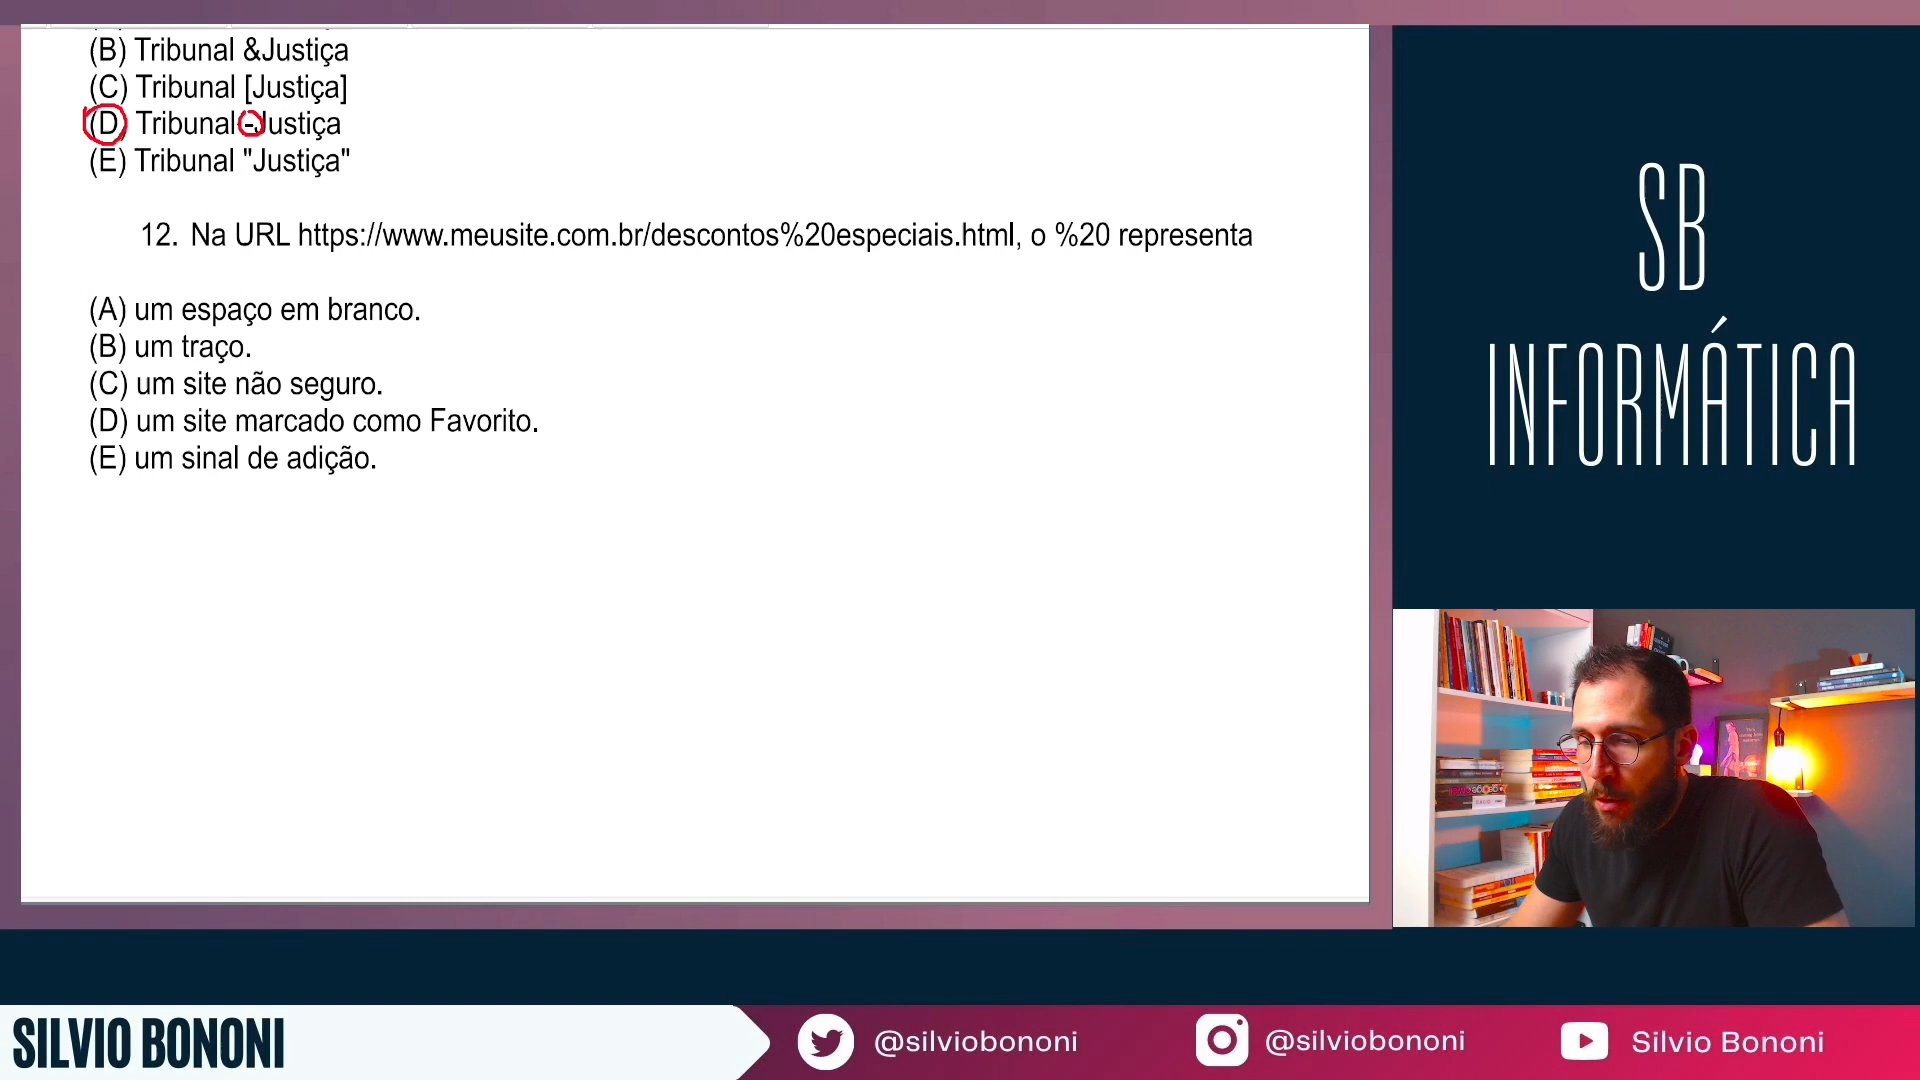 (B) Tribunal &Justiça
(C) Tribunal [Justiça]
(D) Tribunal -Justiça
(E) Tribunal "Justiça"
12. Na URL https://www.meusite.com.br/descontos%20especiais.html, o %20 representa
(A) um espaço em branco.
(B) um traço.
(C) um site não seguro.
(D) um site marcado como Favorito.
(E) um sinal de adição.
SB
INFORMÁTICA
SILVIO BONONI
@silviobononi
@silviobononi
Silvio Bononi